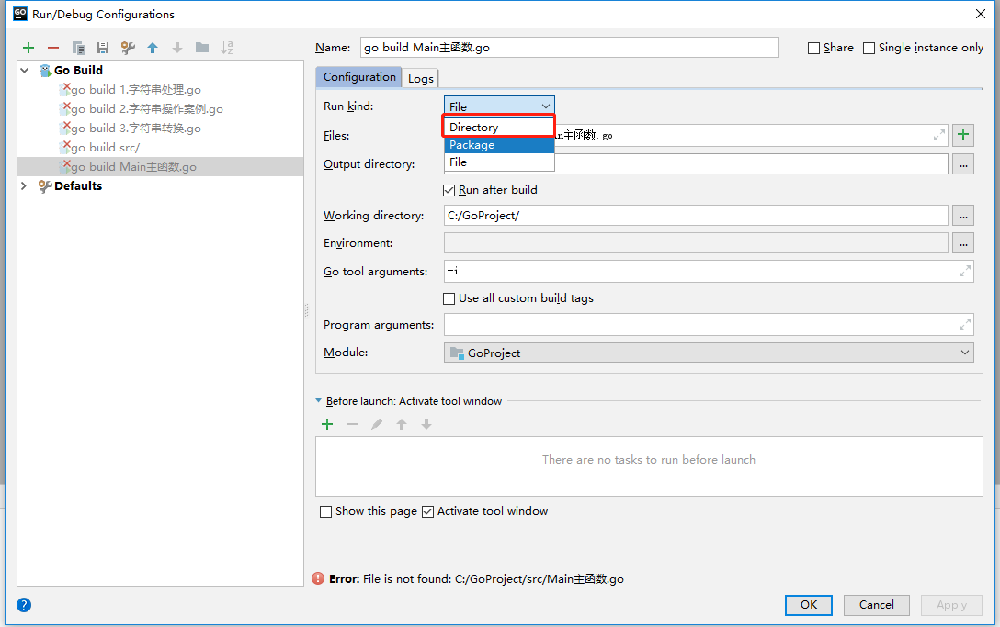 GO Run/Debug Configurations
Name: go build Main主函数.go
Share Single instance only
Go Build
go build 1.字符串处理.go
go build 2.字符串操作案例.go
go build 3.字符串转换.go
go build src/
go build Main主函数.go
Defaults
Configuration Logs
Run kind: File
Directory
Package
File
Files: in主函数.go
Output directory: ...
Run after build
Working directory: C:/GoProject/ ...
Environment: ...
Go tool arguments: -i
Use all custom build tags
Program arguments:
Module: GoProject
Before launch: Activate tool window
There are no tasks to run before launch
Show this page Activate tool window
Error: File is not found: C:/GoProject/src/Main主函数.go
? OK Cancel Apply